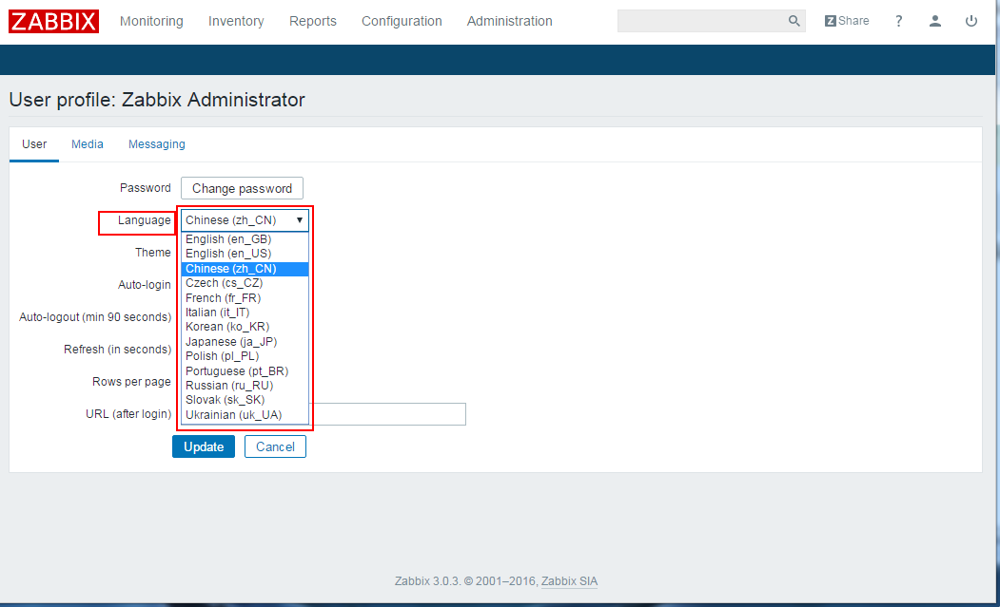 ZABBIX Monitoring Inventory Reports Configuration Administration Z Share ?
User profile: Zabbix Administrator
User Media Messaging
Password Change password
Language Chinese (zh_CN) ▼
English (en_GB)
Theme English (en_US)
Chinese (zh_CN)
Auto-login Czech (cs_CZ)
French (fr_FR)
Auto-logout (min 90 seconds) Italian (it_IT)
Korean (ko_KR)
Refresh (in seconds) Japanese (ja_JP)
Polish (pl_PL)
Rows per page Portuguese (pt_BR)
Russian (ru_RU)
Slovak (sk_SK)
URL (after login) Ukrainian (uk_UA)
Update Cancel
Zabbix 3.0.3. © 2001–2016, Zabbix SIA